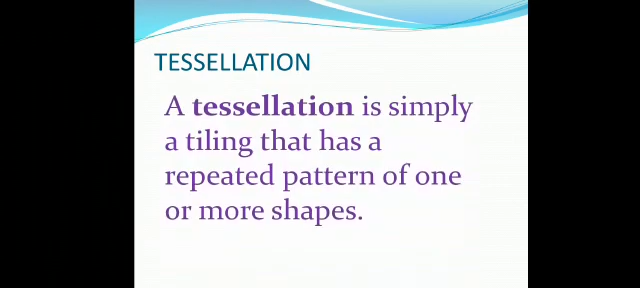 TESSELLATION
A tessellation is simply
a tiling that has a
repeated pattern of one
or more shapes.